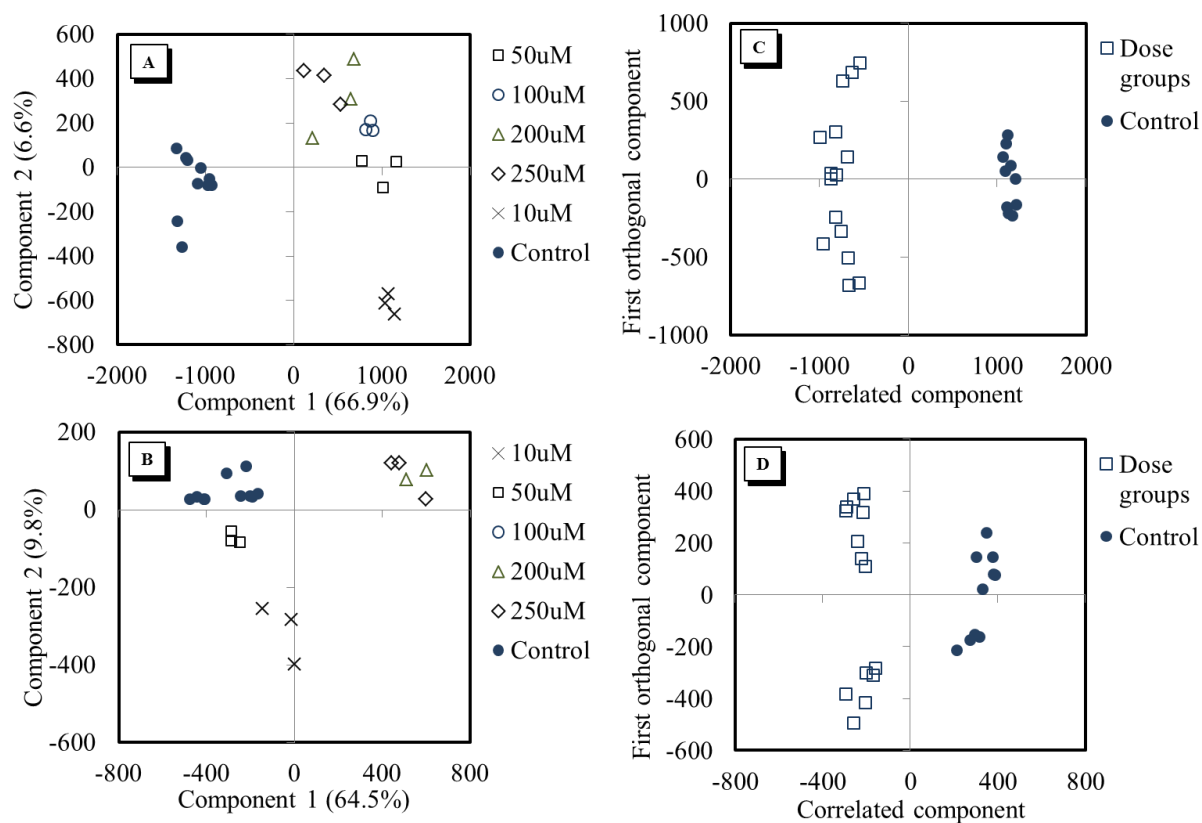 A
600
400
200
0
-200
-400
-600
-800
-2000 -1000 0 1000 2000
Component 2 (6.6%)
Component 1 (66.9%)
50uM
100uM
200uM
250uM
10uM
Control
C
1000
500
0
-500
-1000
-2000 -1000 0 1000 2000
First orthogonal component
Correlated component
Dose
groups
Control
B
200
0
-200
-400
-600
-800 -400 0 400 800
Component 2 (9.8%)
Component 1 (64.5%)
10uM
50uM
100uM
200uM
250uM
Control
D
600
400
200
0
-200
-400
-600
-800 -400 0 400 800
First orthogonal component
Correlated component
Dose
groups
Control